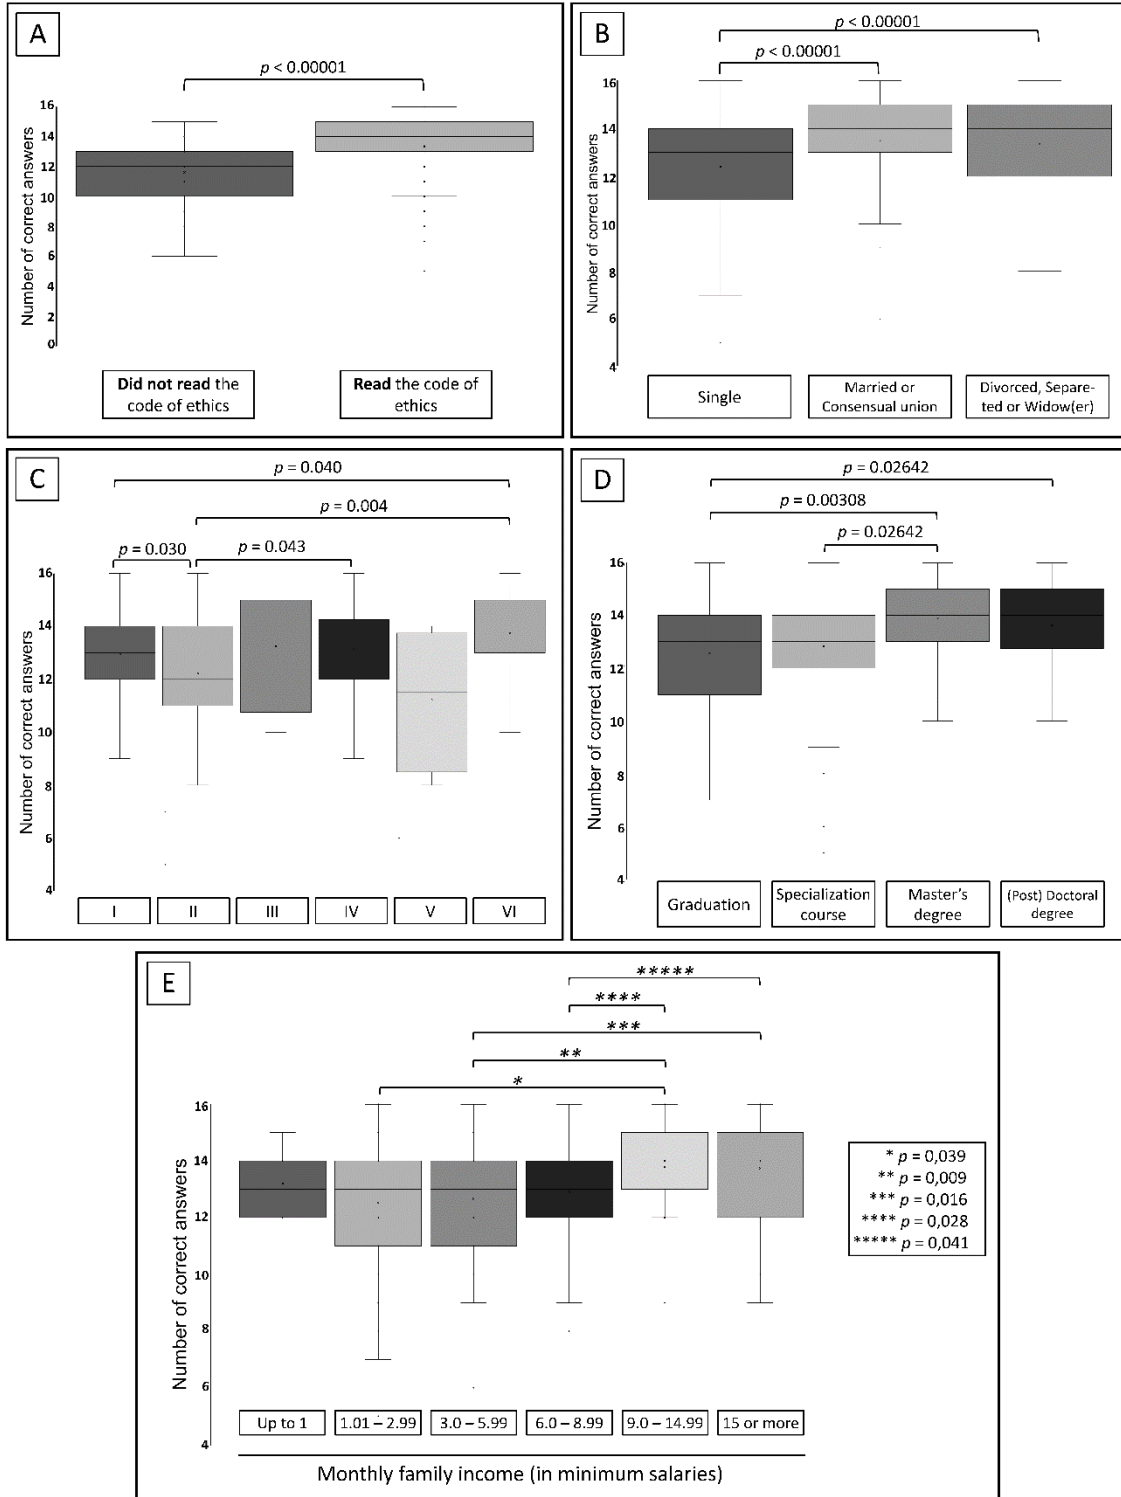 A
p < 0.00001
Number of correct answers
16
14
12
10
8
6
4
2
0
Did not read the
code of ethics
Read the code of
ethics
B
p < 0.00001
p < 0.00001
Number of correct answers
16
14
12
10
8
6
4
Single
Married or
Consensual union
Divorced, Separe-
ted or Widow(er)
C
p = 0.040
p = 0.004
p = 0.030
p = 0.043
Number of correct answers
16
14
12
10
8
6
4
I
II
III
IV
V
VI
D
p = 0.02642
p = 0.00308
p = 0.02642
Number of correct answers
16
14
12
10
8
6
4
Graduation
Specialization
course
Master's
degree
(Post) Doctoral
degree
E
*****
****
***
**
*
Number of correct answers
16
14
12
10
8
6
4
* p = 0,039
** p = 0,009
*** p = 0,016
**** p = 0,028
***** p = 0,041
Up to 1
1.01 – 2.99
3.0 – 5.99
6.0 – 8.99
9.0 – 14.99
15 or more
Monthly family income (in minimum salaries)